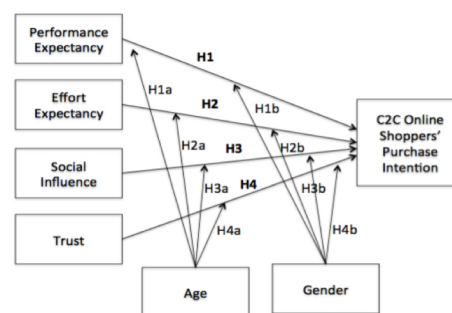 Performance
Expectancy
H1
H1a
Effort
Expectancy
H2
H1b
C2C Online
Shoppers'
Purchase
Intention
H2a
H2b
Social
Influence
H3
H3a
H3b
H4
Trust
H4a
H4b
Age
Gender